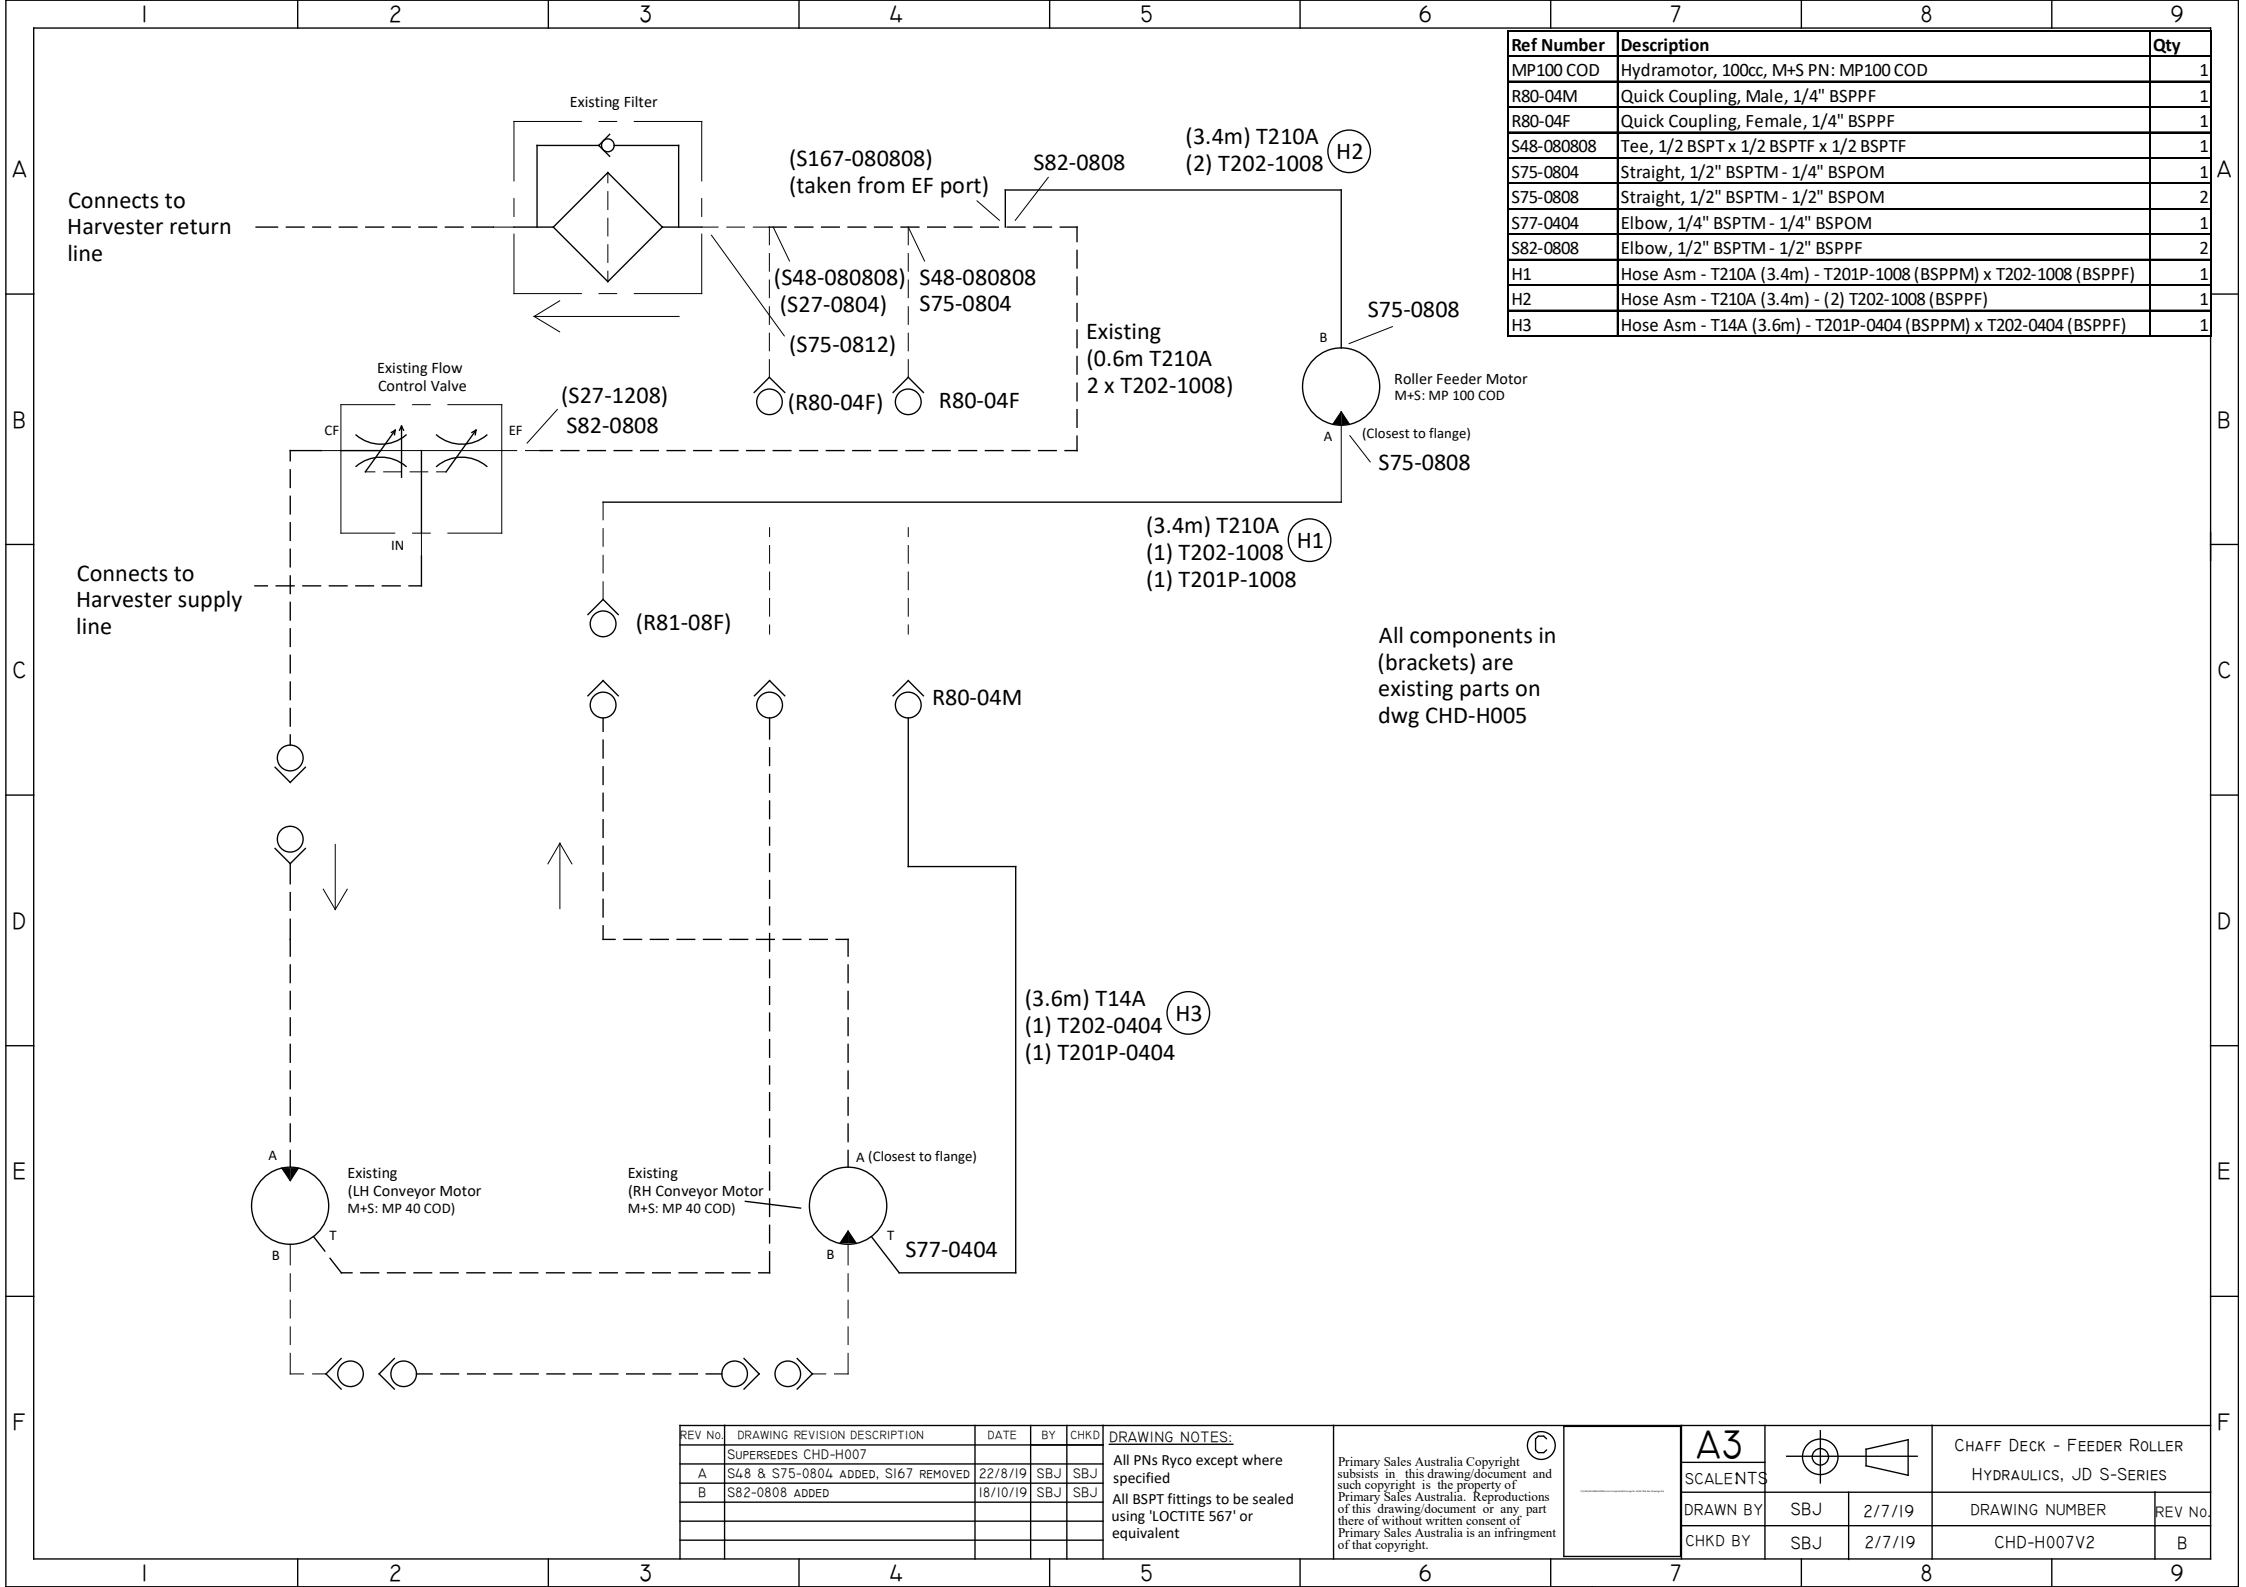 1 2 3 4 5 6 7 8 9
Ref Number Description Qty
MP100 COD Hydramotor, 100cc, M+S PN: MP100 COD 1
R80-04M Quick Coupling, Male, 1/4" BSPPF 1
R80-04F Quick Coupling, Female, 1/4" BSPPF 1
S48-080808 Tee, 1/2 BSPT x 1/2 BSPTF x 1/2 BSPTF 1
S75-0804 Straight, 1/2" BSPTM - 1/4" BSPOM 1
S75-0808 Straight, 1/2" BSPTM - 1/2" BSPOM 2
S77-0404 Elbow, 1/4" BSPTM - 1/4" BSPOM 1
S82-0808 Elbow, 1/2" BSPTM - 1/2" BSPPF 2
H1 Hose Asm - T210A (3.4m) - T201P-1008 (BSPPM) x T202-1008 (BSPPF) 1
H2 Hose Asm - T210A (3.4m) - (2) T202-1008 (BSPPF) 1
H3 Hose Asm - T14A (3.6m) - T201P-0404 (BSPPM) x T202-0404 (BSPPF) 1
A
A
Existing Filter
Connects to
Harvester return
line
(S167-080808)
(taken from EF port)
S82-0808
(3.4m) T210A
(2) T202-1008
H2
(S48-080808)
(S27-0804)
S48-080808
S75-0804
(S75-0812)
Existing
(0.6m T210A
2 x T202-1008)
S75-0808
B
Roller Feeder Motor
M+S: MP 100 COD
A
(Closest to flange)
S75-0808
B
B
Existing Flow
Control Valve
CF
EF
IN
(S27-1208)
S82-0808
(R80-04F)
R80-04F
Connects to
Harvester supply
line
(3.4m) T210A
(1) T202-1008
(1) T201P-1008
H1
(R81-08F)
R80-04M
All components in
(brackets) are
existing parts on
dwg CHD-H005
C
C
D
D
(3.6m) T14A
(1) T202-0404
(1) T201P-0404
H3
E
E
A
Existing
(LH Conveyor Motor
M+S: MP 40 COD)
T
B
Existing
(RH Conveyor Motor
M+S: MP 40 COD)
A (Closest to flange)
T
B
S77-0404
F
F
REV No. DRAWING REVISION DESCRIPTION DATE BY CHKD
SUPERSEDES CHD-H007
A S48 & S75-0804 ADDED, S167 REMOVED 22/8/19 SBJ SBJ
B S82-0808 ADDED 18/10/19 SBJ SBJ
DRAWING NOTES:
All PNs Ryco except where
specified
All BSPT fittings to be sealed
using 'LOCTITE 567' or
equivalent
©
Primary Sales Australia Copyright
subsists in this drawing/document and
such copyright is the property of
Primary Sales Australia. Reproductions
of this drawing/document or any part
there of without written consent of
Primary Sales Australia is an infringment
of that copyright.
A3
SCALE NTS
DRAWN BY SBJ 2/7/19
CHKD BY SBJ 2/7/19
CHAFF DECK - FEEDER ROLLER
HYDRAULICS, JD S-SERIES
DRAWING NUMBER REV No.
CHD-H007V2 B
1 2 3 4 5 6 7 8 9